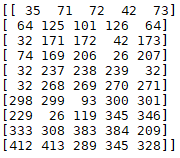 [[ 35 71 72 42 73]
[ 64 125 101 126 64]
[ 32 171 172 42 173]
[ 74 169 206 26 207]
[ 32 237 238 239 32]
[ 32 268 269 270 271]
[298 299 93 300 301]
[229 26 119 345 346]
[333 308 383 384 209]
[412 413 289 345 328]]